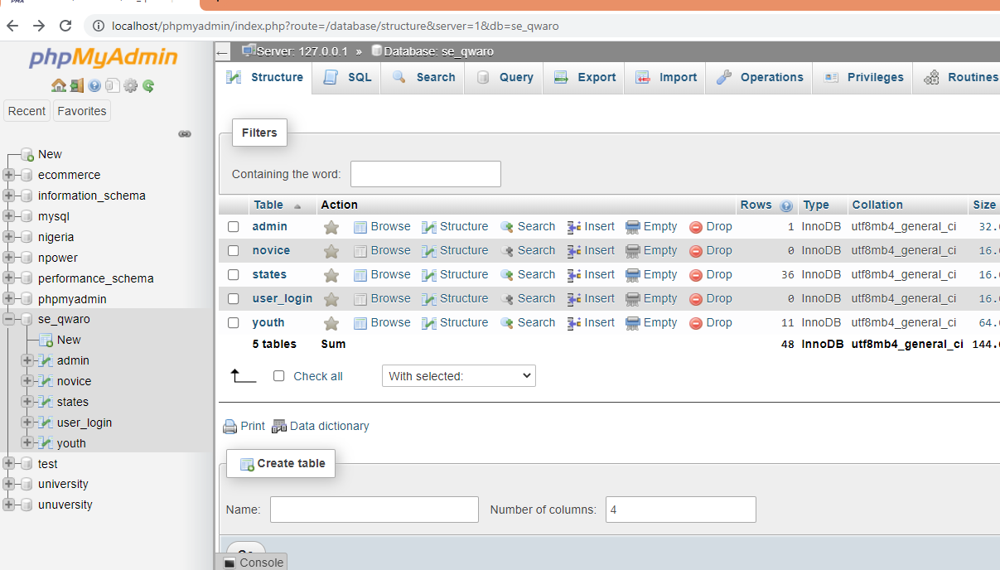 localhost/phpmyadmin/index.php?route=/database/structure&server=1&db=se_qwaro
phpMyAdmin
Recent Favorites
New
ecommerce
information_schema
mysql
nigeria
npower
performance_schema
phpmyadmin
se_qwaro
New
admin
novice
states
user_login
youth
test
university
unuversity
Server: 127.0.0.1 » Database: se_qwaro
Structure SQL Search Query Export Import Operations Privileges Routines
Filters
Containing the word:
Table Action Rows Type Collation Size
admin Browse Structure Search Insert Empty Drop 1 InnoDB utf8mb4_general_ci 32.
novice Browse Structure Search Insert Empty Drop 0 InnoDB utf8mb4_general_ci 16.
states Browse Structure Search Insert Empty Drop 36 InnoDB utf8mb4_general_ci 16.
user_login Browse Structure Search Insert Empty Drop 0 InnoDB utf8mb4_general_ci 16.
youth Browse Structure Search Insert Empty Drop 11 InnoDB utf8mb4_general_ci 64.
5 tables Sum 48 InnoDB utf8mb4_general_ci 144.
Check all With selected:
Print Data dictionary
Create table
Name: Number of columns: 4
Console